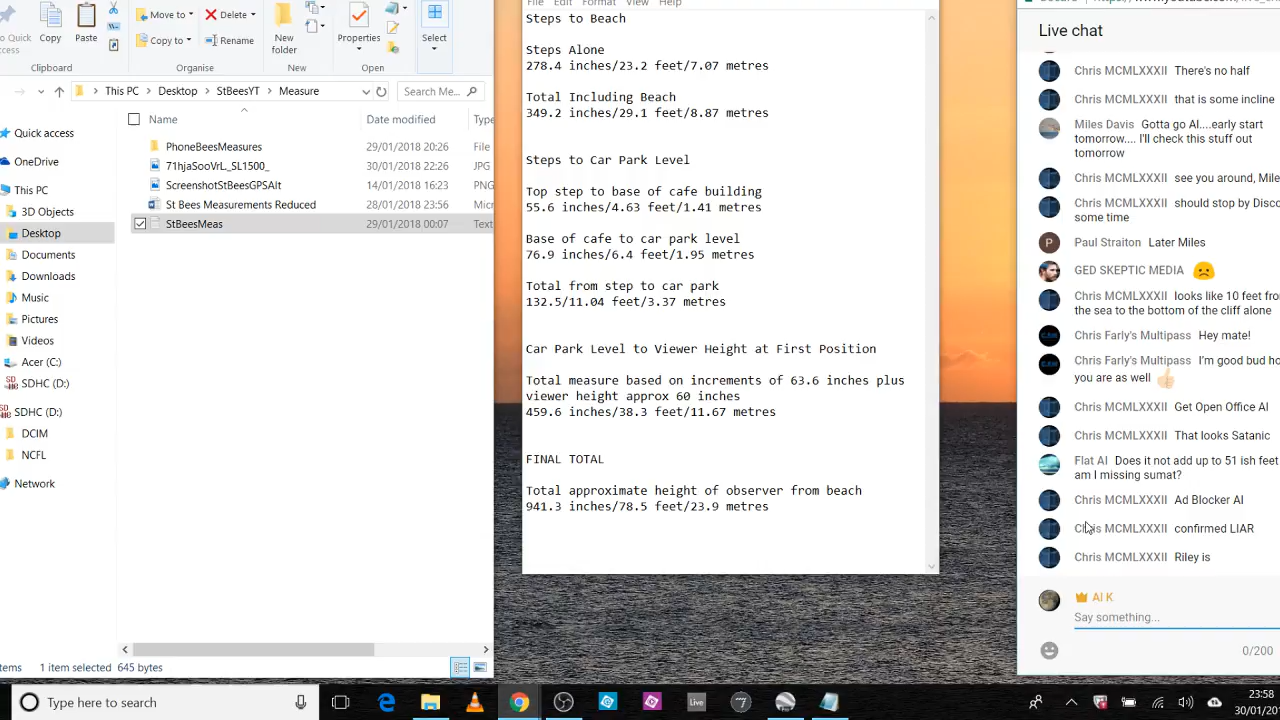 Copy
Paste
Move to
Copy to
Delete
Rename
New
folder
Properties
Open
Select
Clipboard
Organise
New
Open
This PC
Desktop
StBeesYT
Measure
Search Me...
Name
Date modified
Type
Quick access
OneDrive
This PC
3D Objects
Desktop
Documents
Downloads
Music
Pictures
Videos
Acer (C:)
SDHC (D:)
SDHC (D:)
DCIM
NCFL
Network
PhoneBeesMeasures 29/01/2018 20:26 File
71hjaSooVrL._SL1500_ 30/01/2018 22:26 JPG
ScreenshotStBeesGPSAlt 14/01/2018 16:23 PNG
St Bees Measurements Reduced 28/01/2018 23:56
StBeesMeas 29/01/2018 00:07 Text
1 item selected 645 bytes
File Edit Format View Help
Steps to Beach
Steps Alone
278.4 inches/23.2 feet/7.07 metres
Total Including Beach
349.2 inches/29.1 feet/8.87 metres
Steps to Car Park Level
Top step to base of cafe building
55.6 inches/4.63 feet/1.41 metres
Base of cafe to car park level
76.9 inches/6.4 feet/1.95 metres
Total from step to car park
132.5/11.04 feet/3.37 metres
Car Park Level to Viewer Height at First Position
Total measure based on increments of 63.6 inches plus
viewer height approx 60 inches
459.6 inches/38.3 feet/11.67 metres
FINAL TOTAL
Total approximate height of observer from beach
941.3 inches/78.5 feet/23.9 metres
Live chat
Chris MCMLXXXII There's no half
Chris MCMLXXXII that is some incline
Miles Davis Gotta go Al....early start
tomorrow.... I'll check this stuff out
tomorrow
Chris MCMLXXXII see you around, Mile
Chris MCMLXXXII should stop by Disco
some time
Paul Straiton Later Miles
GED SKEPTIC MEDIA
Chris MCMLXXXII looks like 10 feet from
the sea to the bottom of the cliff alone
Chris Farly's Multipass Hey mate!
Chris Farly's Multipass I'm good bud ho
you are as well
Chris MCMLXXXII Get Open Office Al
Chris MCMLXXXII That looks Satanic
Flat Al Does it not add up to 51 ish feet
am I missing sumat?
Chris MCMLXXXII Ad Blocker Al
Chris MCMLXXXII confirmed LIAR
Chris MCMLXXXII Riley is
Al K
Say something...
0/200
Type here to search
Live
23:58
30/01/201